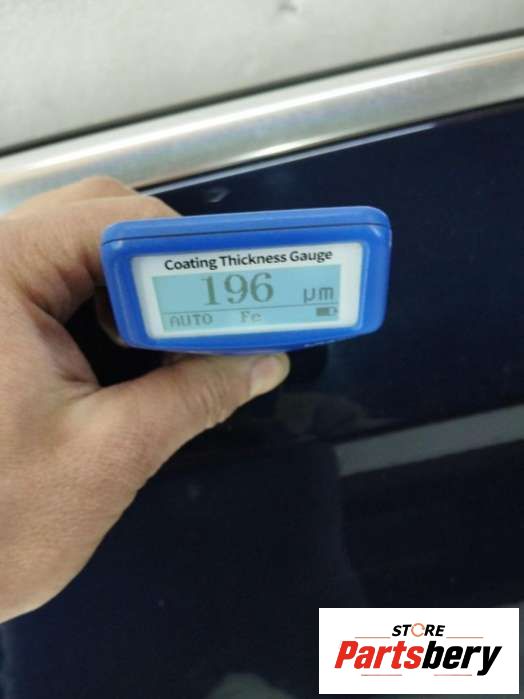 Coating Thickness Gauge
196 µm
AUTO Fe
STORE
Partsbery